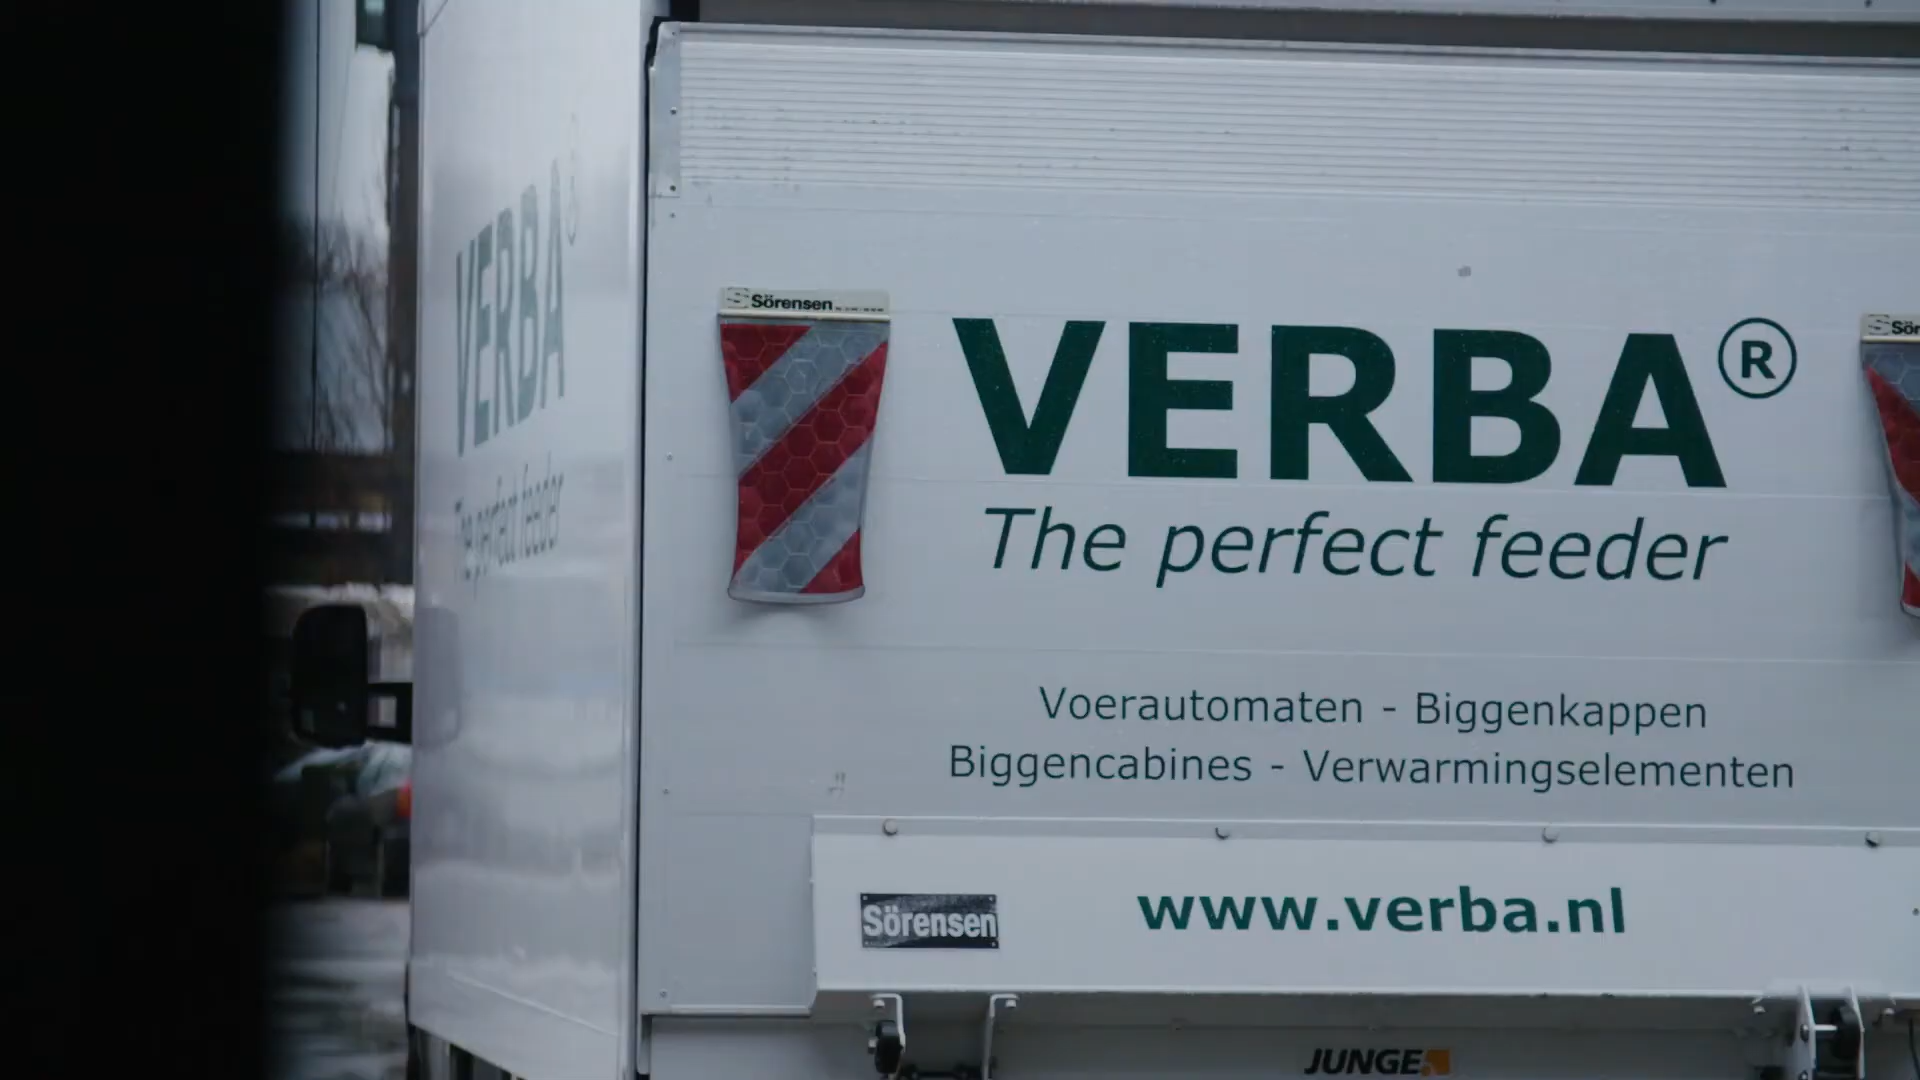 VERBA
The perfect feeder
Sörensen
VERBA®
The perfect feeder
Voerautomaten - Biggenkappen
Biggencabines - Verwarmingselementen
Sörensen
www.verba.nl
JUNGE